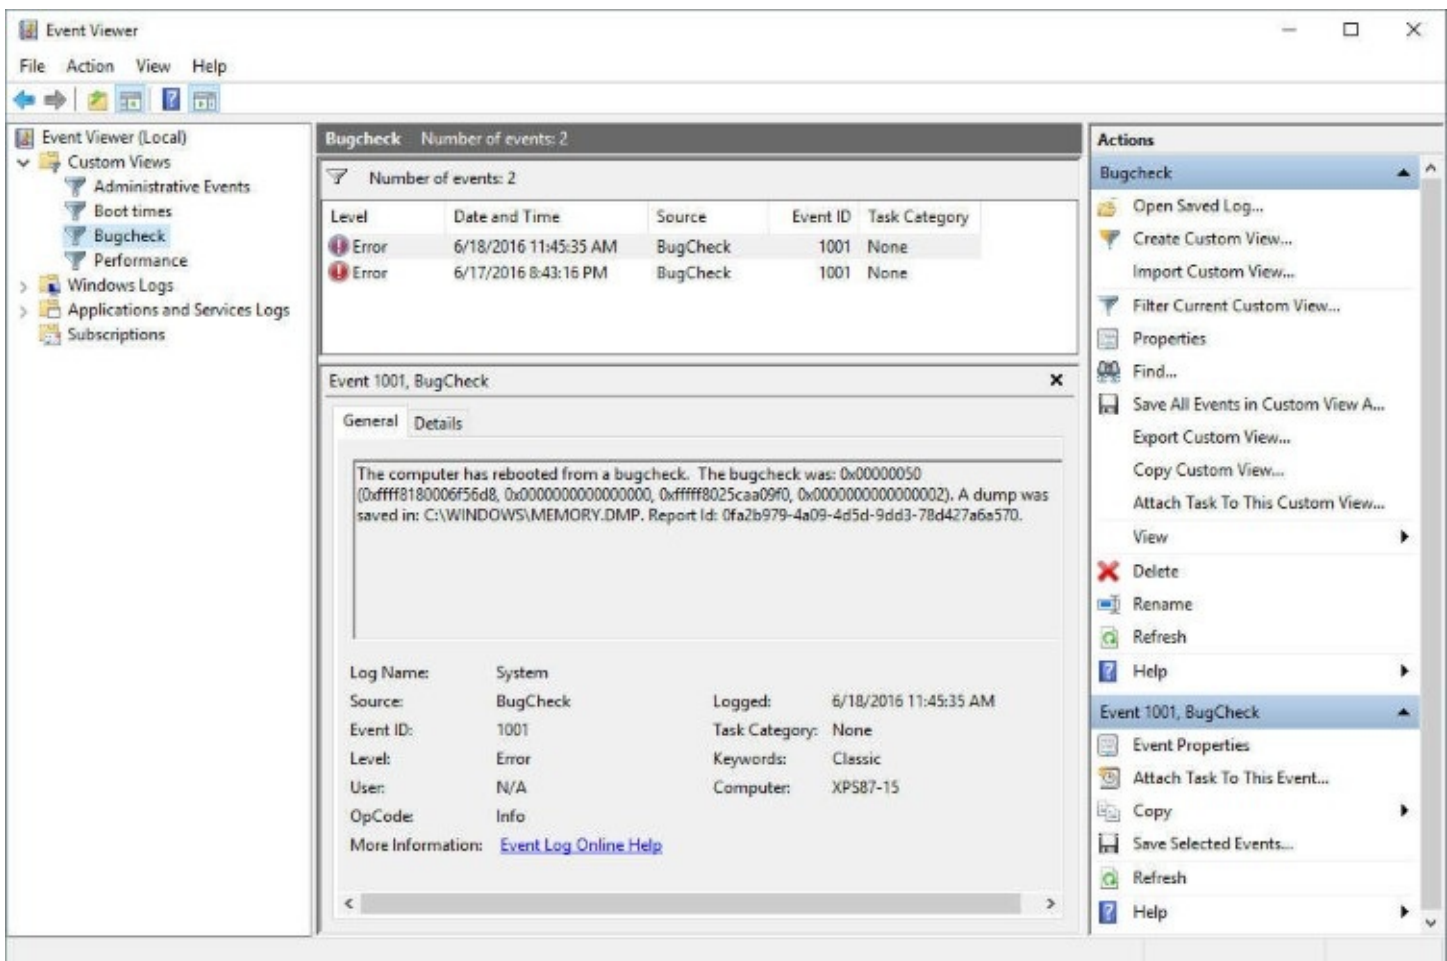 Event Viewer
File Action View Help
Event Viewer (Local)
Custom Views
Administrative Events
Boot times
Bugcheck
Performance
Windows Logs
Applications and Services Logs
Subscriptions
Bugcheck Number of events: 2
Number of events: 2
Level Date and Time Source Event ID Task Category
Error 6/18/2016 11:45:35 AM BugCheck 1001 None
Error 6/17/2016 8:43:16 PM BugCheck 1001 None
Event 1001, BugCheck
General Details
The computer has rebooted from a bugcheck. The bugcheck was: 0x00000050
(0xffff8180006f56d8, 0x0000000000000000, 0xfffff8025caa09f0, 0x0000000000000002). A dump was
saved in: C:\WINDOWS\MEMORY.DMP. Report Id: 0fa2b979-4a09-4d5d-9dd3-78d427a6a570.
Log Name: System
Source: BugCheck Logged: 6/18/2016 11:45:35 AM
Event ID: 1001 Task Category: None
Level: Error Keywords: Classic
User: N/A Computer: XPS87-15
OpCode: Info
More Information: Event Log Online Help
Actions
Bugcheck
Open Saved Log...
Create Custom View...
Import Custom View...
Filter Current Custom View...
Properties
Find...
Save All Events in Custom View A...
Export Custom View...
Copy Custom View...
Attach Task To This Custom View...
View
Delete
Rename
Refresh
Help
Event 1001, BugCheck
Event Properties
Attach Task To This Event...
Copy
Save Selected Events...
Refresh
Help